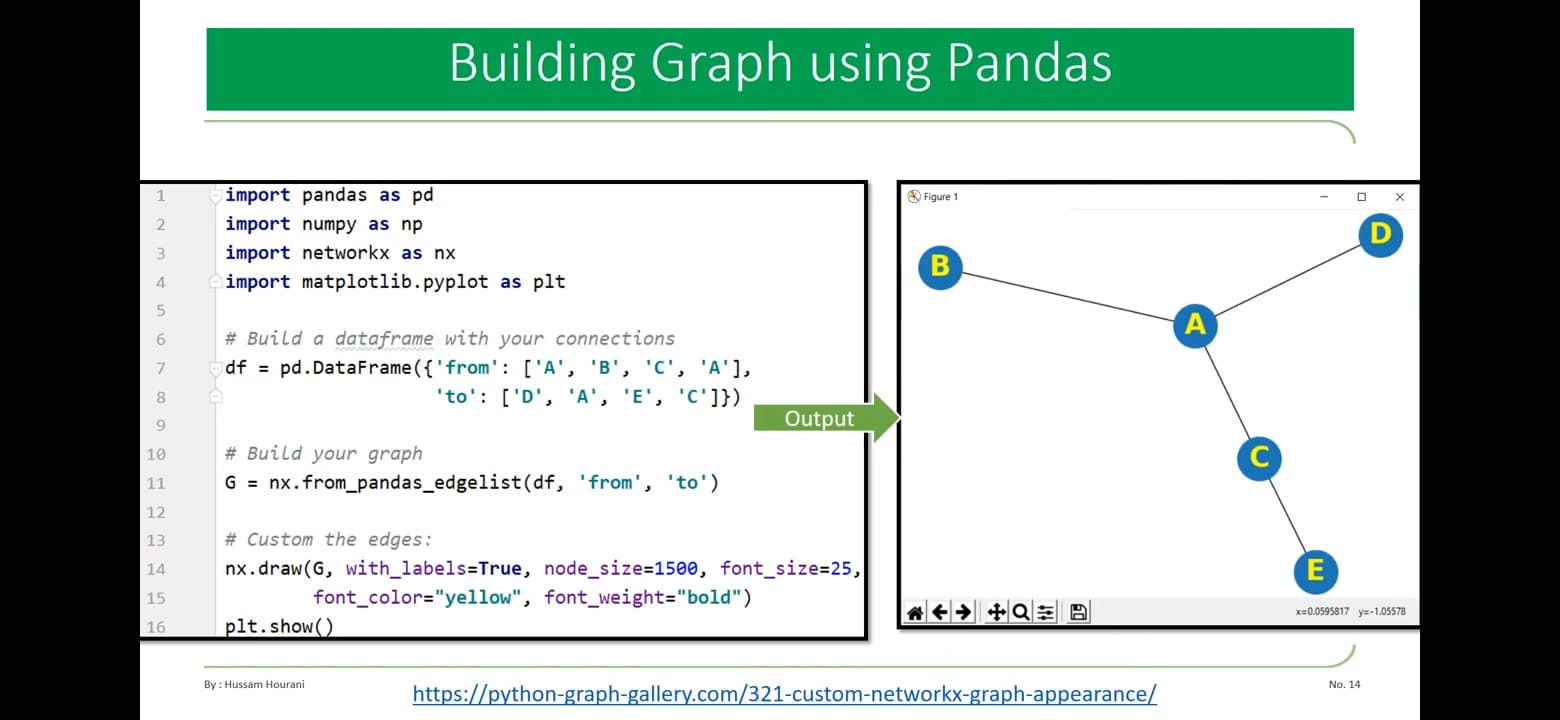 Building Graph using Pandas
1 import pandas as pd
2 import numpy as np
3 import networkx as nx
4 import matplotlib.pyplot as plt
5
6 # Build a dataframe with your connections
7 df = pd.DataFrame({'from': ['A', 'B', 'C', 'A'],
8 'to': ['D', 'A', 'E', 'C']})
9
10 # Build your graph
11 G = nx.from_pandas_edgelist(df, 'from', 'to')
12
13 # Custom the edges:
14 nx.draw(G, with_labels=True, node_size=1500, font_size=25,
15 font_color="yellow", font_weight="bold")
16 plt.show()
Output
Figure 1
D
B
A
C
E
x=0.0595817 y=-1.05578
By : Hussam Hourani
https://python-graph-gallery.com/321-custom-networkx-graph-appearance/
No. 14